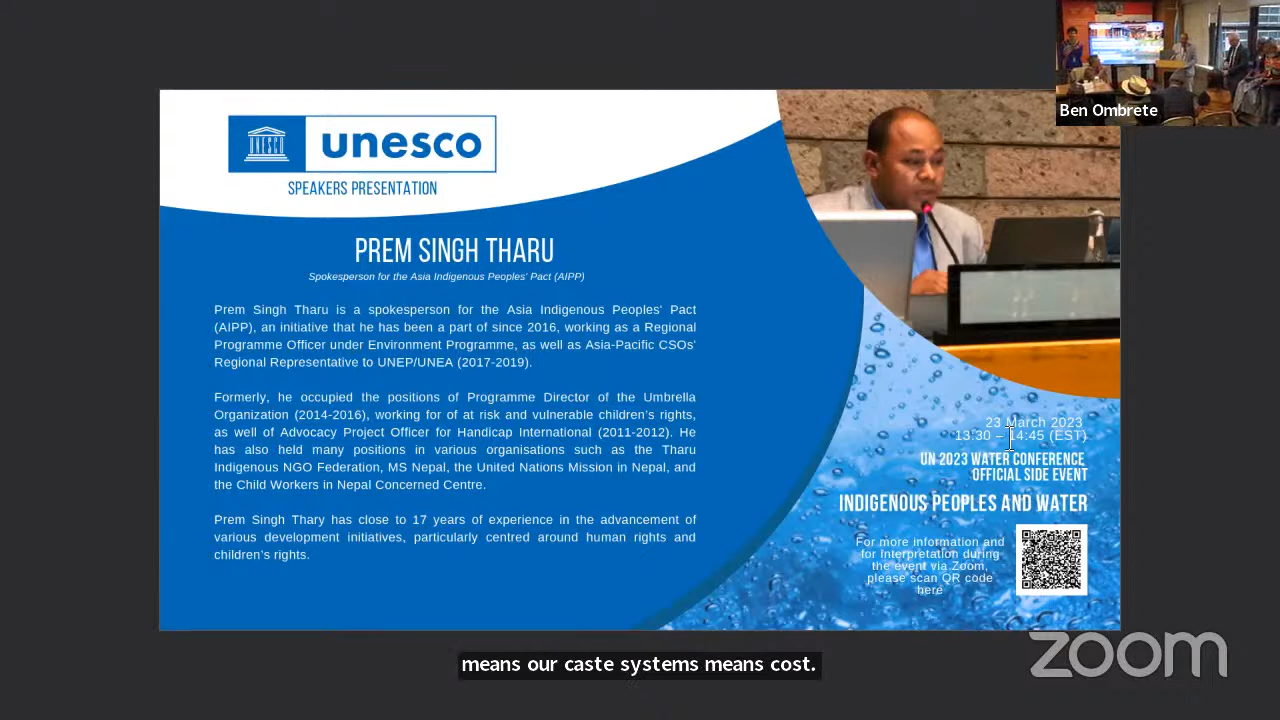 Ben Ombrete
UNESCO
unesco
SPEAKERS PRESENTATION
PREM SINGH THARU
Spokesperson for the Asia Indigenous Peoples' Pact (AIPP)
Prem Singh Tharu is a spokesperson for the Asia Indigenous Peoples' Pact
(AIPP), an initiative that he has been a part of since 2016, working as a Regional
Programme Officer under Environment Programme, as well as Asia-Pacific CSOs'
Regional Representative to UNEP/UNEA (2017-2019).
Formerly, he occupied the positions of Programme Director of the Umbrella
Organization (2014-2016), working for of at risk and vulnerable children's rights,
as well of Advocacy Project Officer for Handicap International (2011-2012). He
has also held many positions in various organisations such as the Tharu
Indigenous NGO Federation, MS Nepal, the United Nations Mission in Nepal, and
the Child Workers in Nepal Concerned Centre.
Prem Singh Thary has close to 17 years of experience in the advancement of
various development initiatives, particularly centred around human rights and
children's rights.
23 March 2023
13:30 – 14:45 (EST)
UN 2023 WATER CONFERENCE
OFFICIAL SIDE EVENT
INDIGENOUS PEOPLES AND WATER
For more information and
for Interpretation during
the event via Zoom,
please scan QR code
here
means our caste systems means cost.
zoom